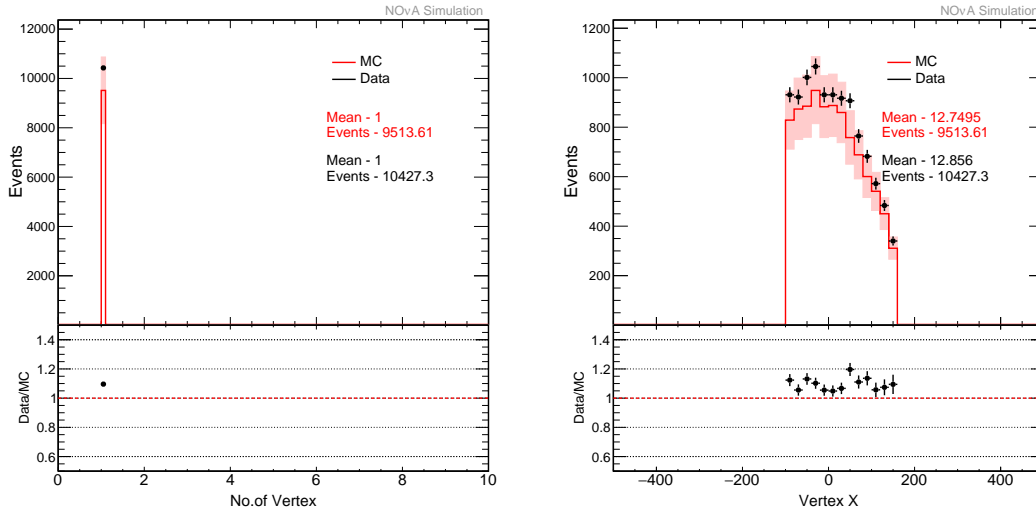 NOνA Simulation
12000
10000
8000
6000
4000
2000
Events
MC
Data
Mean - 1
Events - 9513.61
Mean - 1
Events - 10427.3
1.4
1.2
1
0.8
0.6
Data/MC
0 2 4 6 8 10
No.of Vertex
NOνA Simulation
1200
1000
800
600
400
200
Events
MC
Data
Mean - 12.7495
Events - 9513.61
Mean - 12.856
Events - 10427.3
1.4
1.2
1
0.8
0.6
Data/MC
−400 −200 0 200 400
Vertex X